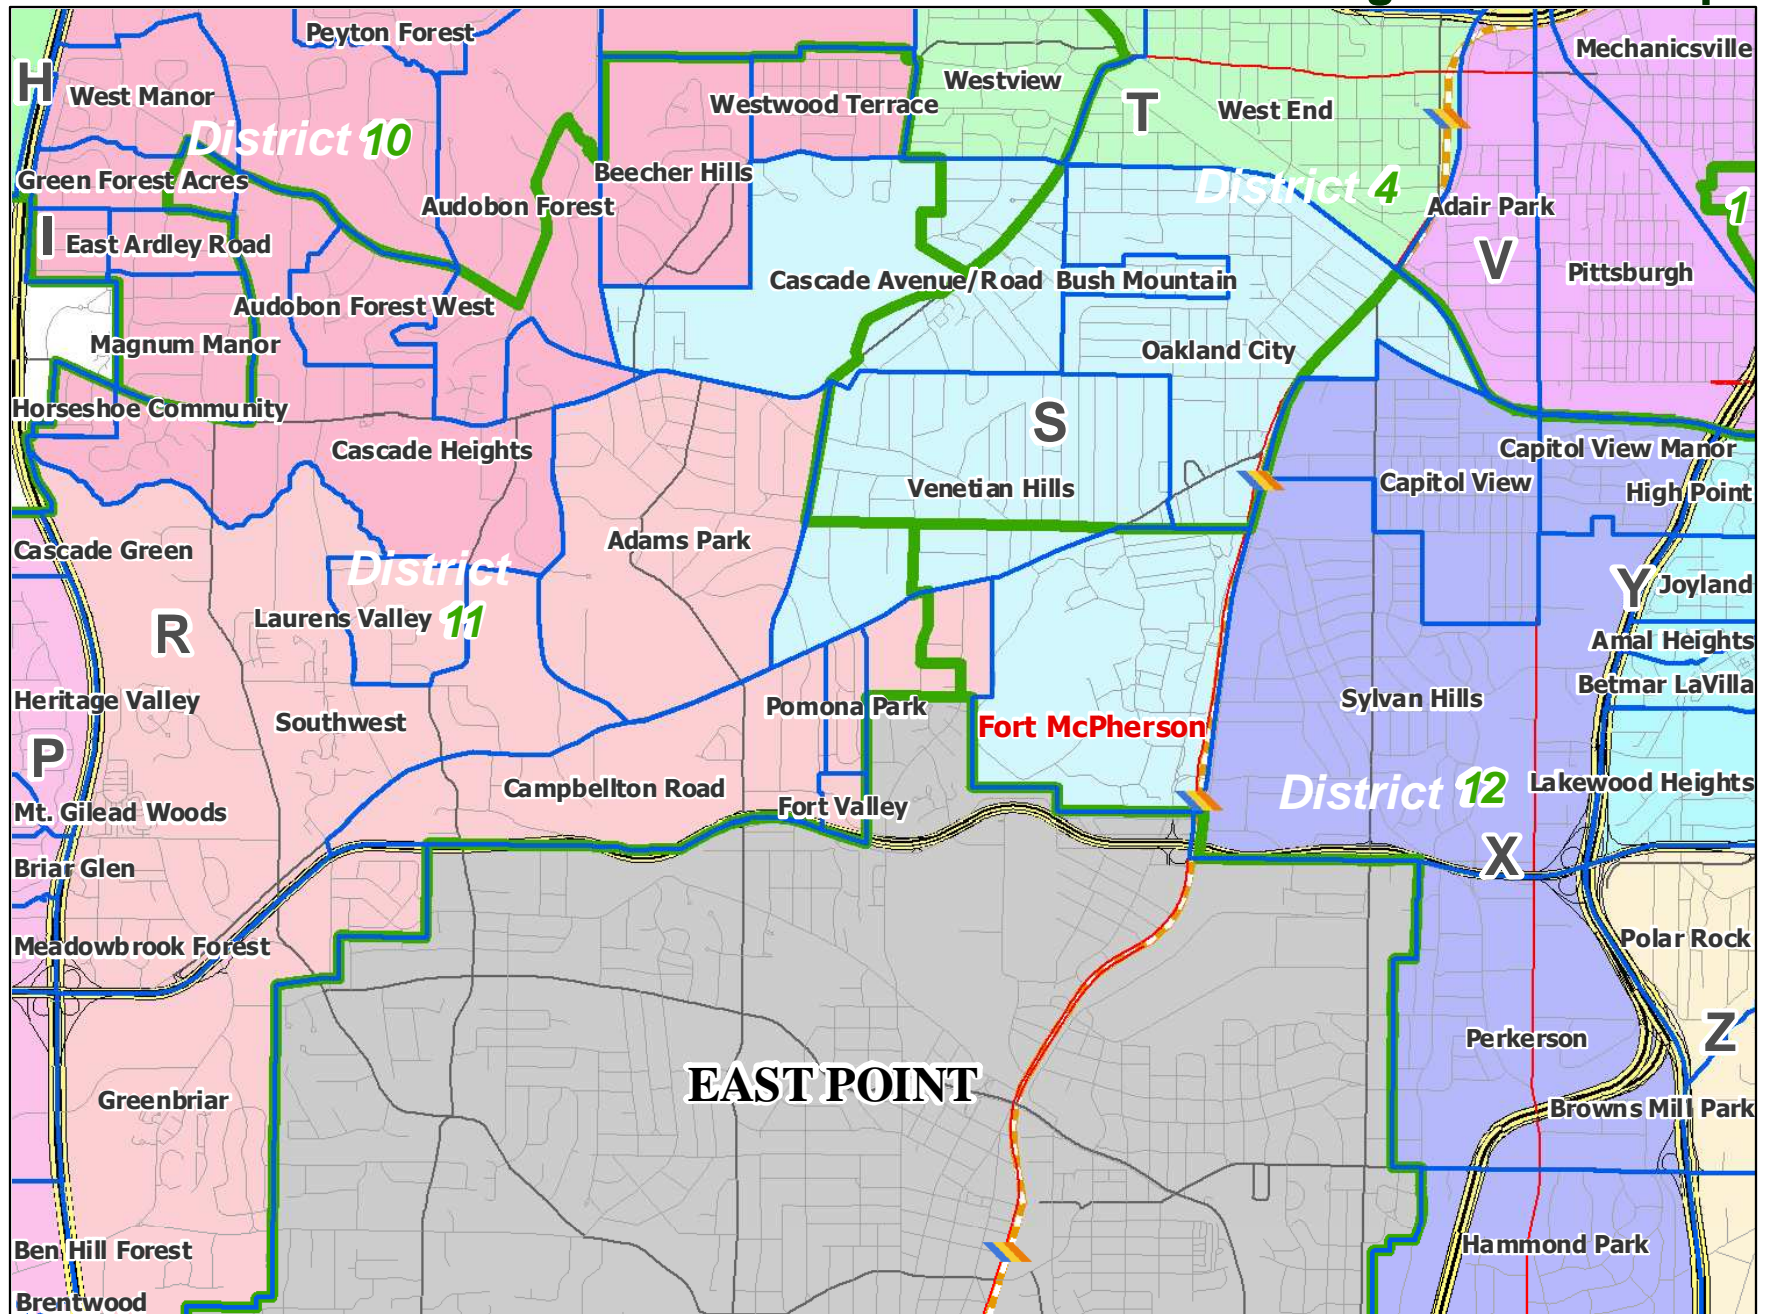 Peyton Forest
Mechanicsville
H
West Manor
Westwood Terrace
Westview
T
West End
District 10
Green Forest Acres
Beecher Hills
Audobon Forest
District 4
Adair Park
1
I
East Ardley Road
V
Pittsburgh
Cascade Avenue/Road
Bush Mountain
Audobon Forest West
Magnum Manor
Oakland City
Horseshoe Community
S
Cascade Heights
Capitol View Manor
Venetian Hills
Capitol View
High Point
Cascade Green
Adams Park
District
11
Y
Joyland
R
Laurens Valley
Amal Heights
Betmar LaVilla
Heritage Valley
Southwest
Pomona Park
Sylvan Hills
Fort McPherson
P
Campbellton Road
District 12
Lakewood Heights
Mt. Gilead Woods
Fort Valley
Briar Glen
X
Meadowbrook Forest
Polar Rock
Perkerson
Z
EAST POINT
Greenbriar
Browns Mill Park
Ben Hill Forest
Hammond Park
Brentwood